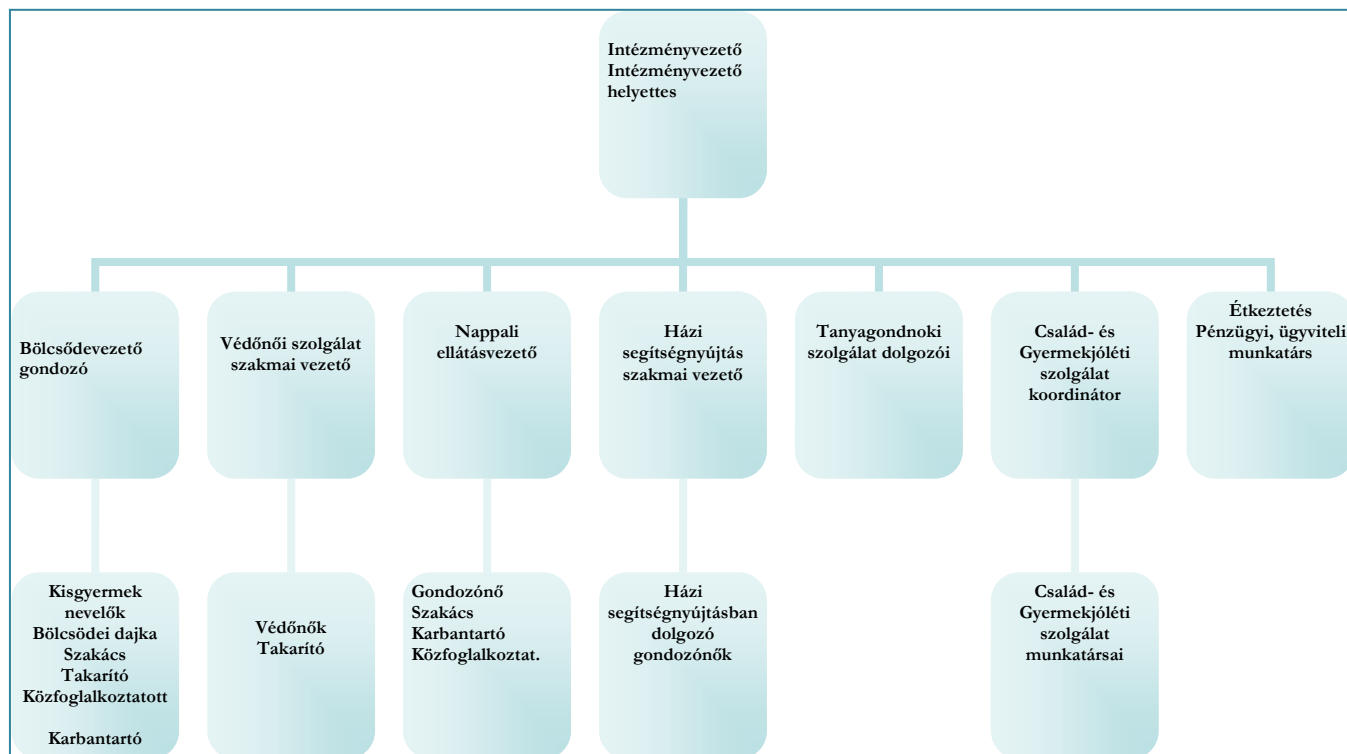 Intézményvezető
Intézményvezető
helyettes
Bölcsődevezető
gondozó
Védőnői szolgálat
szakmai vezető
Nappali
ellátásvezető
Házi
segítségnyújtás
szakmai vezető
Tanyagondnoki
szolgálat dolgozói
Család- és
Gyermekjóléti
szolgálat
koordinátor
Étkeztetés
Pénzügyi, ügyviteli
munkatárs
Kisgyermek
nevelők
Bölcsödei dajka
Szakács
Takarító
Közfoglalkoztatott
Karbantartó
Védőnők
Takarító
Gondozónő
Szakács
Karbantartó
Közfoglalkoztat.
Házi
segítségnyújtásban
dolgozó
gondozónők
Család- és
Gyermekjóléti
szolgálat
munkatársai